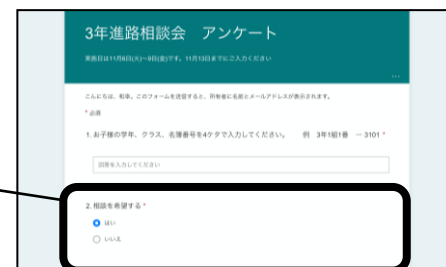 3年進路相談会 アンケート
実施日は11月6日(火)~9日(金)です。11月13日までにご入力ください
こんにちは、和幸。このフォームを送信すると、所有者に名前とメールアドレスが表示されます。
* 必須
1. お子様の学年、クラス、名簿番号を4ケタで入力してください。 例 3年1組1番 → 3101 *
回答を入力してください
2. 相談を希望する *
はい
いいえ